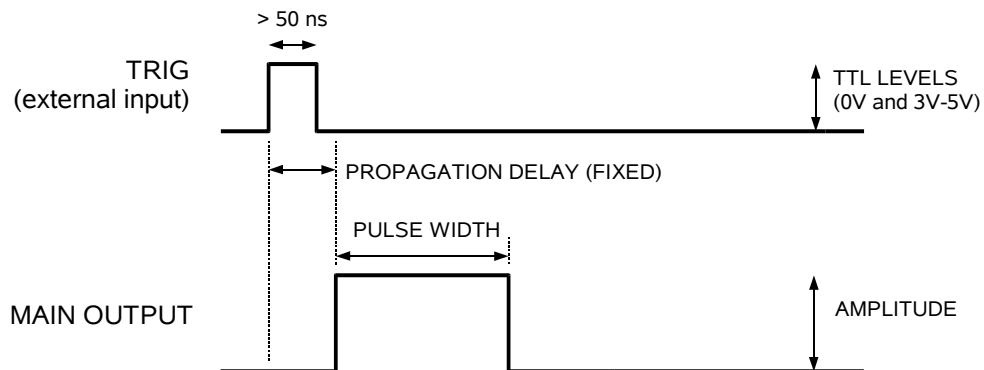 > 50 ns
TRIG
(external input)
TTL LEVELS
(0V and 3V-5V)
PROPAGATION DELAY (FIXED)
PULSE WIDTH
MAIN OUTPUT
AMPLITUDE